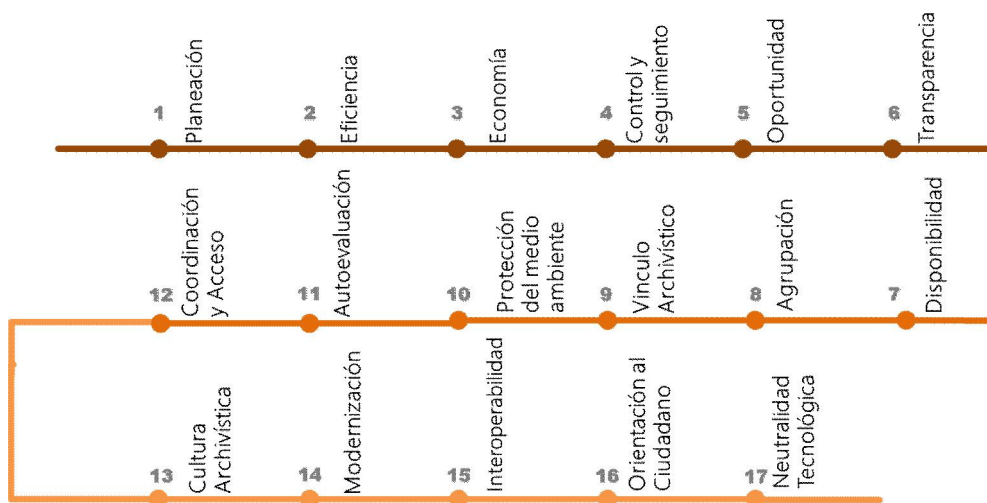 1
Planeación
2
Eficiencia
3
Economía
4
Control y
seguimiento
5
Oportunidad
6
Transparencia
7
Disponibilidad
8
Agrupación
9
Vinculo
Archivístico
10
Protección
del medio
ambiente
11
Autoevaluación
12
Coordinación
y Acceso
13
Cultura
Archivística
14
Modernización
15
Interoperabilidad
16
Orientación al
Ciudadano
17
Neutralidad
Tecnológica